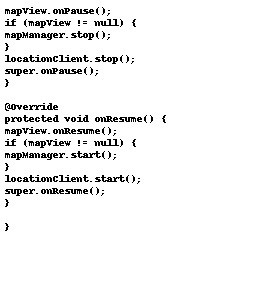 mapView.onPause();
if (mapView != null) {
mapManager.stop();
}
locationClient.stop();
super.onPause();
}
@Override
protected void onResume() {
mapView.onResume();
if (mapView != null) {
mapManager.start();
}
locationClient.start();
super.onResume();
}
}